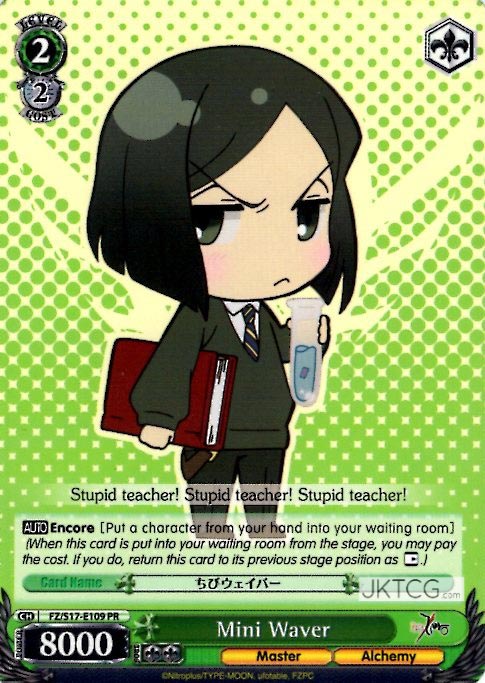 LEVEL
2
2
COST
Stupid teacher! Stupid teacher! Stupid teacher!
AUTO Encore [Put a character from your hand into your waiting room]
(When this card is put into your waiting room from the stage, you may pay
the cost. If you do, return this card to its previous stage position as .)
Card Name ちびウェイバー
JKTCG.com
CH FZ/S17-E109 PR
POWER 8000 SOUL
Mini Waver
Master Alchemy
©Nitroplus/TYPE-MOON, ufotable, FZPC